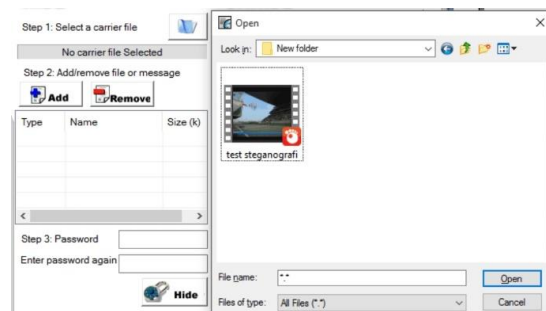 Step 1: Select a carrier file
No carrier file Selected
Step 2: Add/remove file or message
Add
Remove
Type Name Size (k)
Step 3: Password
Enter password again
Hide
Open
Look in: New folder
test steganografi
File name: *.*
Open
Files of type: All Files (*.*)
Cancel